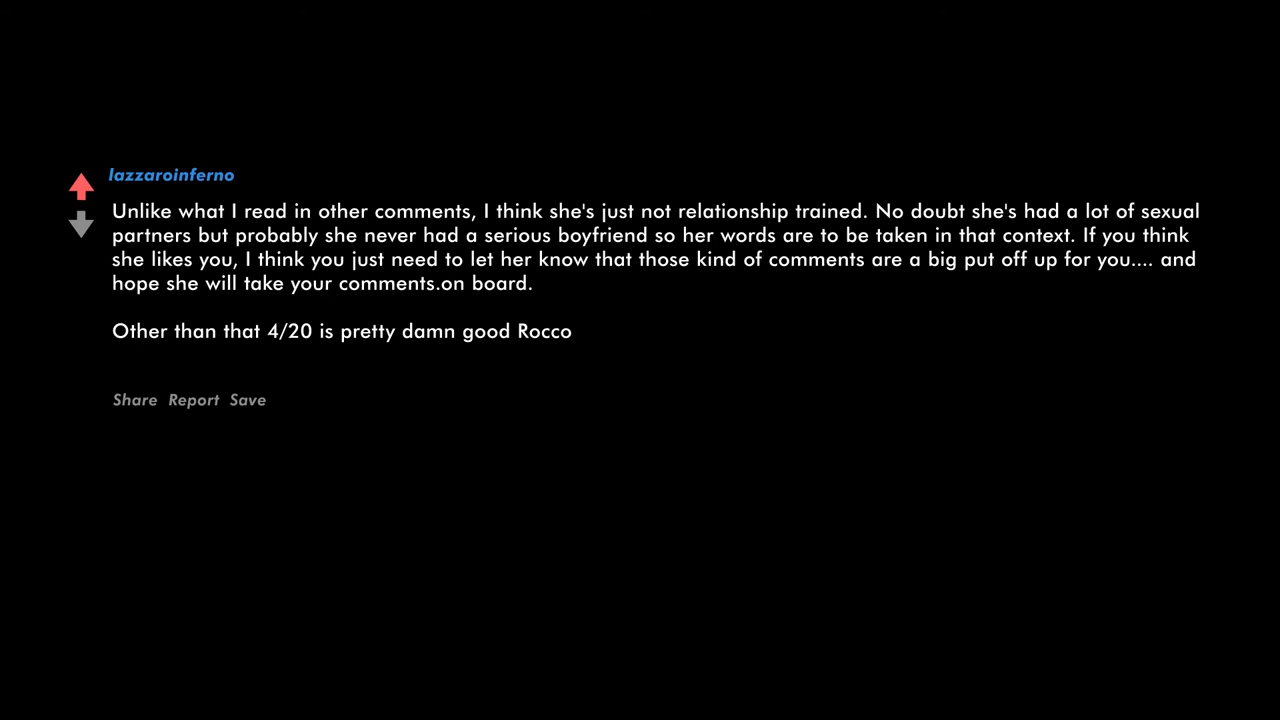 lazzaroinferno
Unlike what I read in other comments, I think she's just not relationship trained. No doubt she's had a lot of sexual
partners but probably she never had a serious boyfriend so her words are to be taken in that context. If you think
she likes you, I think you just need to let her know that those kind of comments are a big put off up for you.... and
hope she will take your comments.on board.
Other than that 4/20 is pretty damn good Rocco
Share Report Save